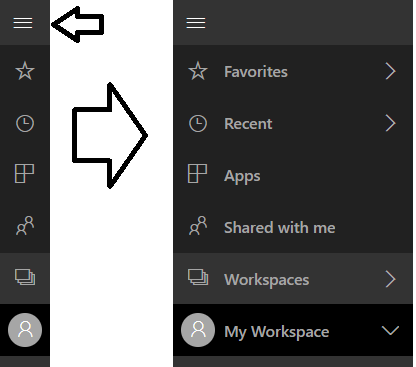 Favorites
Recent
Apps
Shared with me
Workspaces
My Workspace